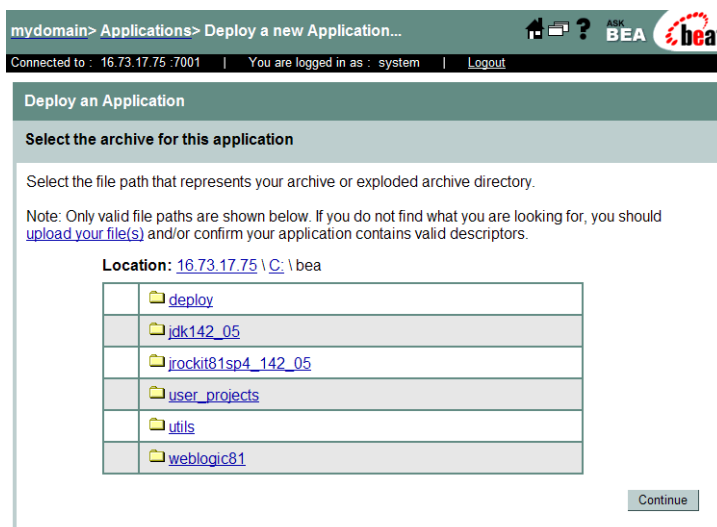 mydomain> Applications> Deploy a new Application...
ASK
BEA
bea
Connected to : 16.73.17.75 :7001 | You are logged in as : system | Logout
Deploy an Application
Select the archive for this application
Select the file path that represents your archive or exploded archive directory.
Note: Only valid file paths are shown below. If you do not find what you are looking for, you should
upload your file(s) and/or confirm your application contains valid descriptors.
Location: 16.73.17.75 \ C: \ bea
deploy
jdk142_05
jrockit81sp4_142_05
user_projects
utils
weblogic81
Continue